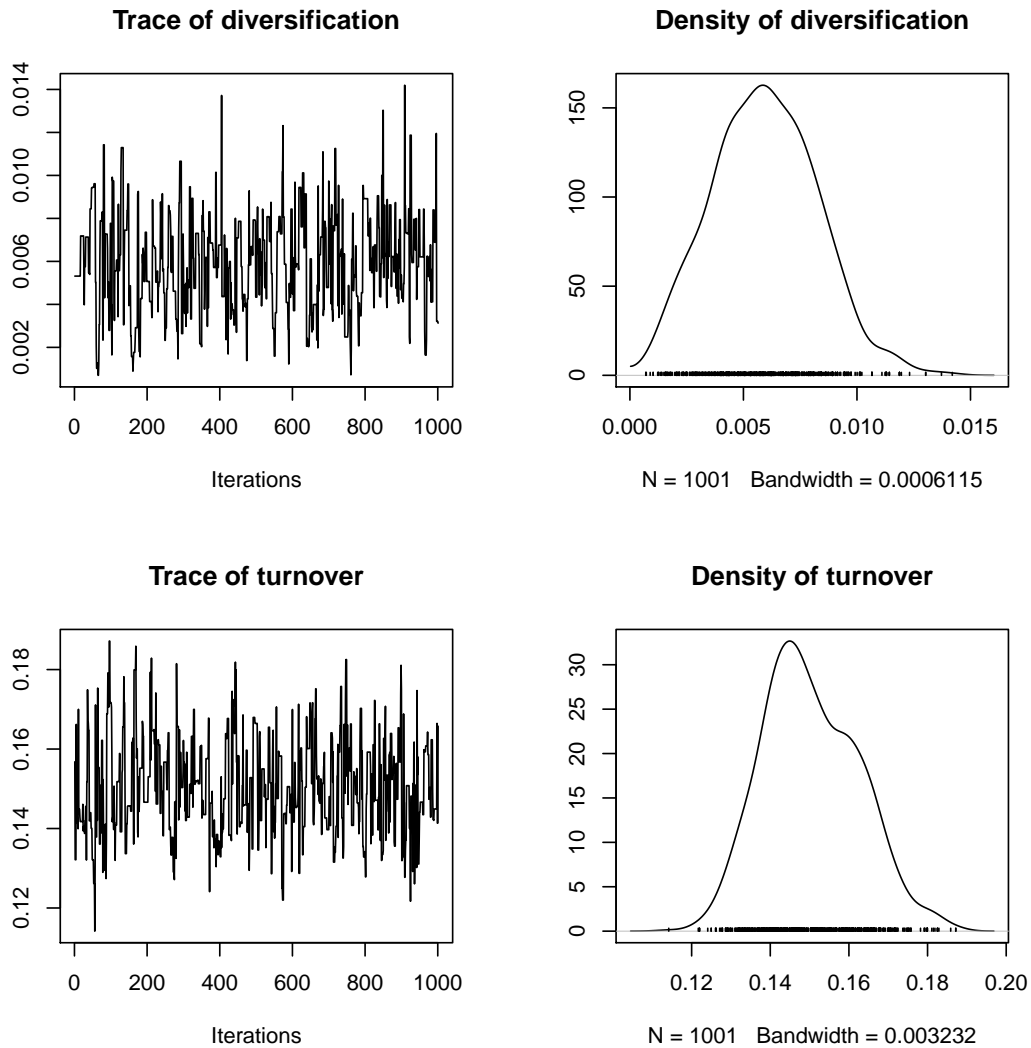 Trace of diversification
0.014
0.010
0.006
0.002
0 200 400 600 800 1000
Iterations
Density of diversification
150
100
50
0
0.000 0.005 0.010 0.015
N = 1001 Bandwidth = 0.0006115
Trace of turnover
0.18
0.16
0.14
0.12
0 200 400 600 800 1000
Iterations
Density of turnover
30
25
20
15
10
5
0
0.12 0.14 0.16 0.18 0.20
N = 1001 Bandwidth = 0.003232